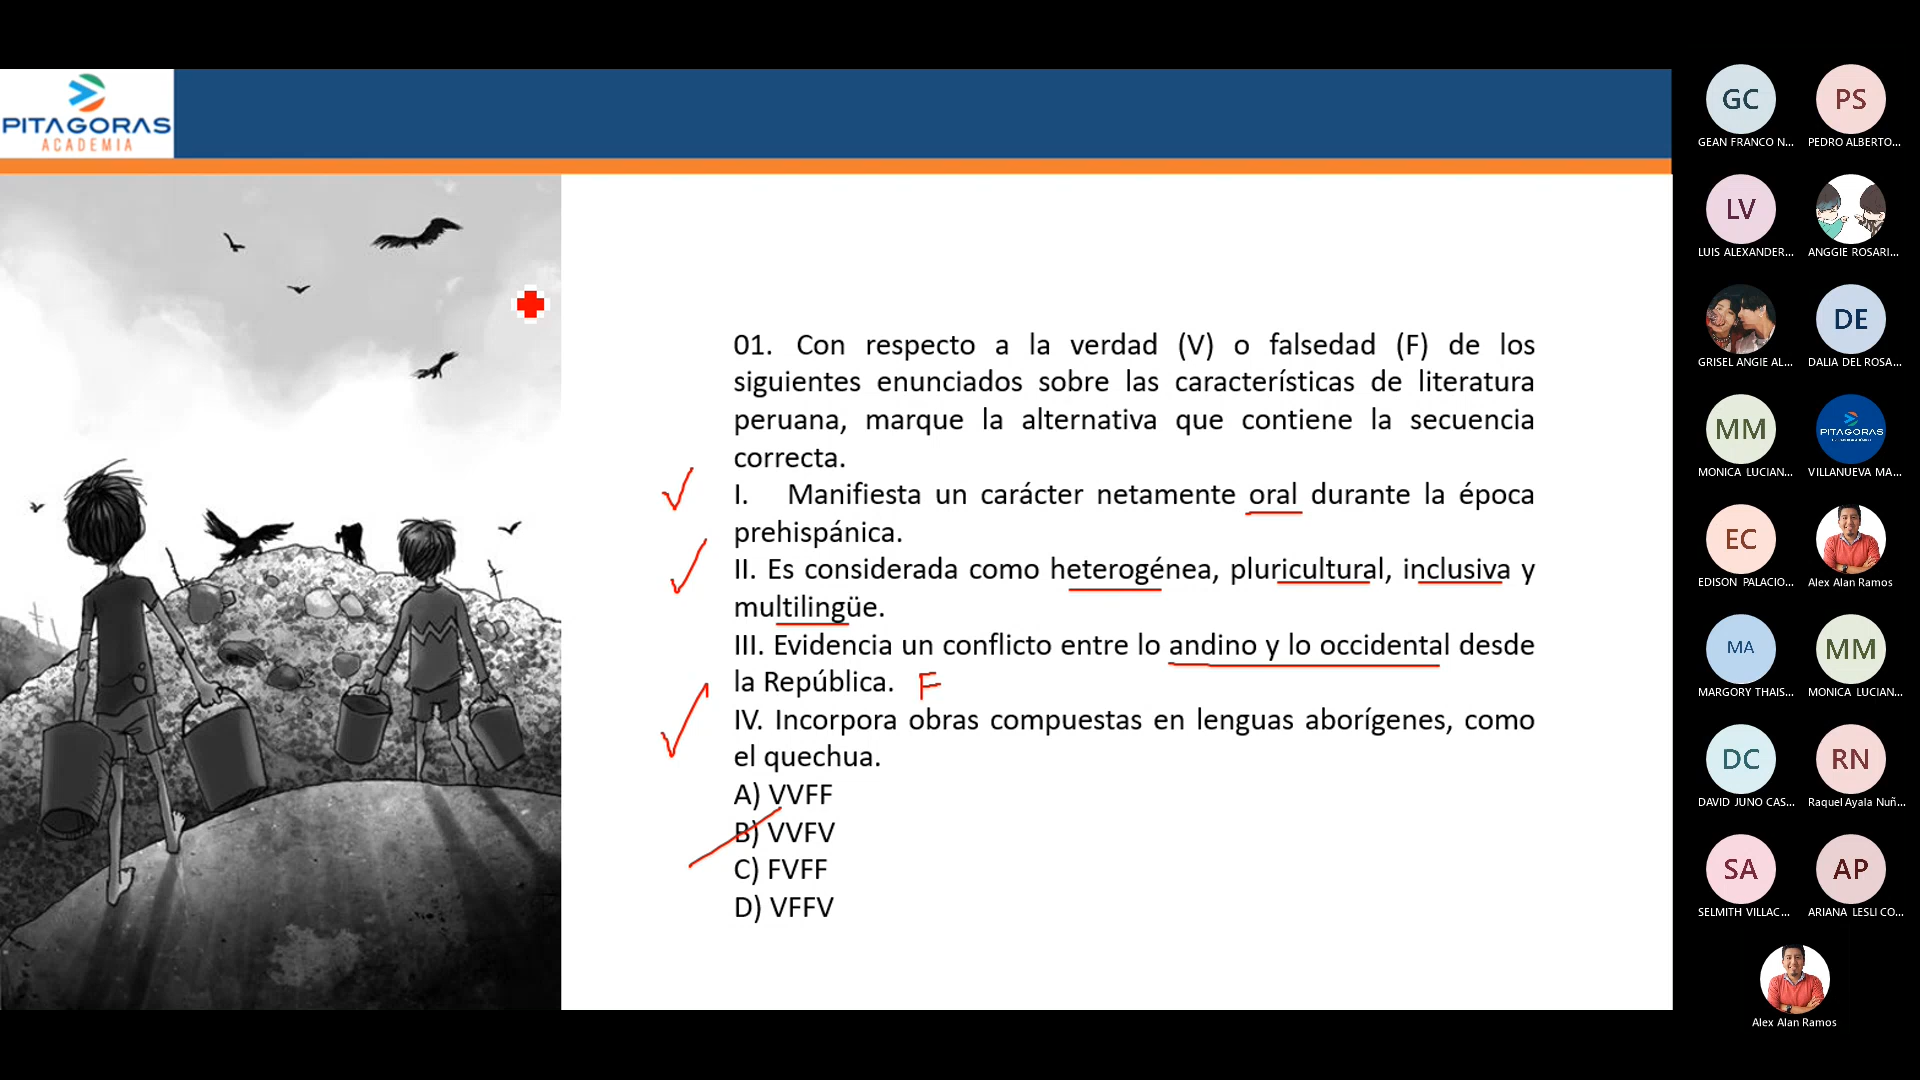 PITAGORAS
ACADEMIA
01. Con respecto a la verdad (V) o falsedad (F) de los
siguientes enunciados sobre las características de literatura
peruana, marque la alternativa que contiene la secuencia
correcta.
I. Manifiesta un carácter netamente oral durante la época
prehispánica.
II. Es considerada como heterogénea, pluricultural, inclusiva y
multilingüe.
III. Evidencia un conflicto entre lo andino y lo occidental desde
la República. F
IV. Incorpora obras compuestas en lenguas aborígenes, como
el quechua.
A) VVFF
B) VVFV
C) FVFF
D) VFFV
GC PS
GEAN FRANCO N... PEDRO ALBERTO...
LV
LUIS ALEXANDER... ANGGIE ROSARI...
DE
GRISEL ANGIE AL... DALIA DEL ROSA...
MM PITAGORAS
MONICA LUCIAN... VILLANUEVA MA...
EC
EDISON PALACIO... Alex Alan Ramos
MA MM
MARGORY THAIS... MONICA LUCIAN...
DC RN
DAVID JUNO CAS... Raquel Ayala Nuñ...
SA AP
SELMITH VILLAC... ARIANA LESLI CO...
Alex Alan Ramos